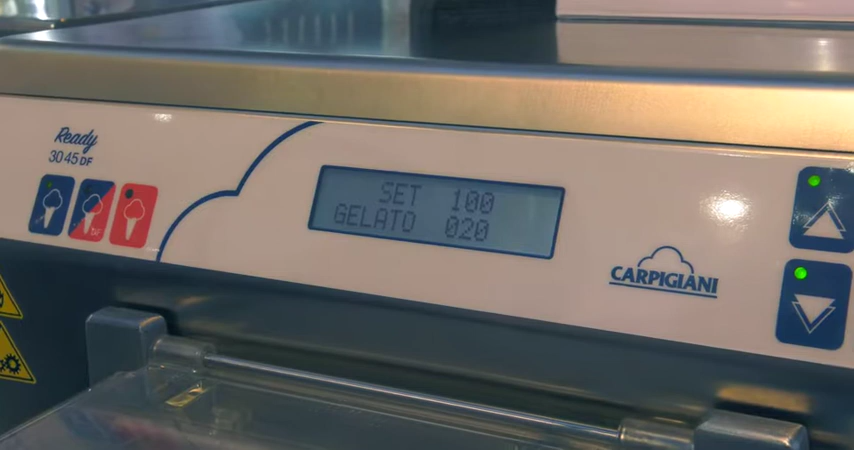 Ready
30 45 DF
SET 100
GELATO 020
CARPIGIANI